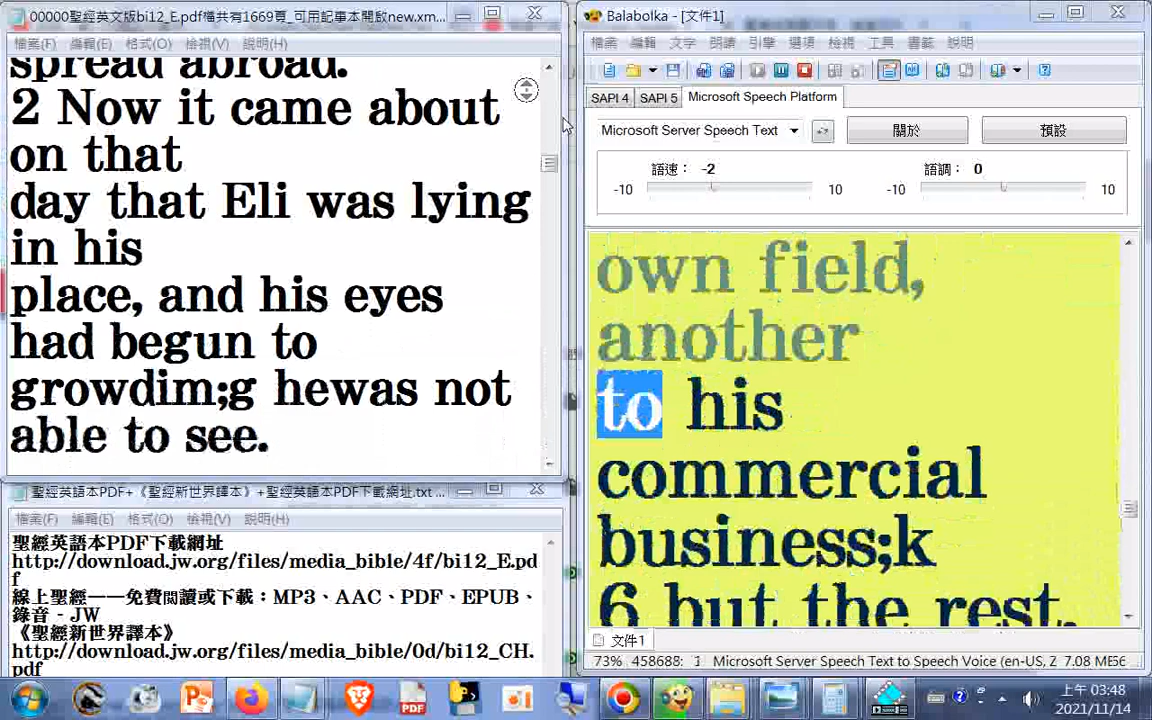 00000聖經英文版bi12_E.pdf檔共有1669頁_可用記事本開啟new.xm...
檔案(F) 編輯(E) 格式(O) 檢視(V) 說明(H)
spread abroad.
2 Now it came about
on that
day that Eli was lying
in his
place, and his eyes
had begun to
growdim;g hewas not
able to see.
聖經英語本PDF+《聖經新世界譯本》+聖經英語本PDF下載網址.txt ...
檔案(F) 編輯(E) 格式(O) 檢視(V) 說明(H)
聖經英語本PDF下載網址
http://download.jw.org/files/media_bible/4f/bi12_E.pd
f
線上聖經——免費閱讀或下載：MP3、AAC、PDF、EPUB、
錄音 - JW
《聖經新世界譯本》
http://download.jw.org/files/media_bible/0d/bi12_CH.
pdf
Balabolka - [文件1]
檔案 編輯 文字 朗讀 引擎 選項 檢視 工具 書籤 說明
SAPI 4 SAPI 5 Microsoft Speech Platform
Microsoft Server Speech Text 關於 預設
語速： -2 語調： 0
-10 10 -10 10
own field,
another
to his
commercial
business;k
6 but the rest,
文件1
73% 458688: Microsoft Server Speech Text to Speech Voice (en-US, Z 7.08 ME56
上午 03:48
2021/11/14